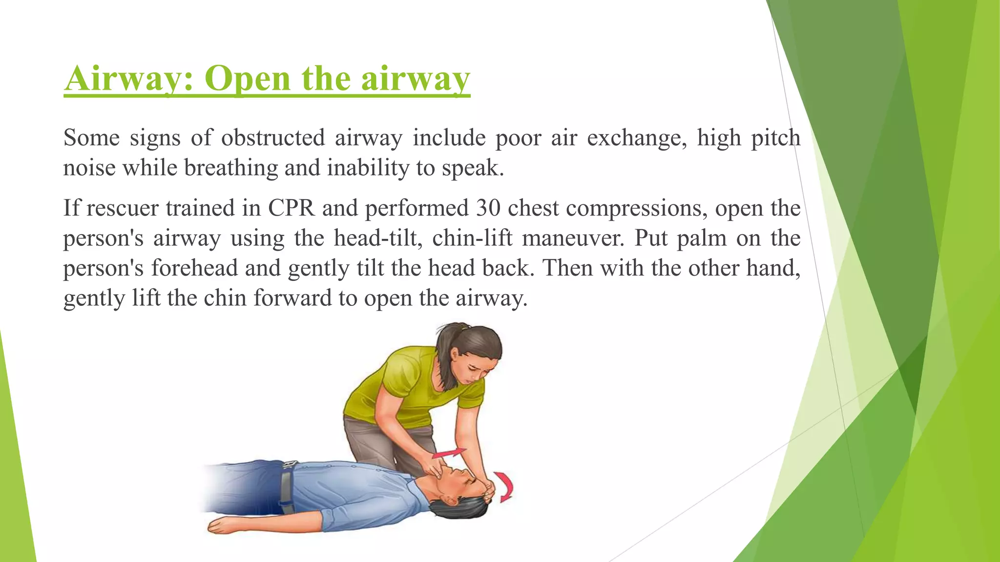 Airway: Open the airway
Some signs of obstructed airway include poor air exchange, high pitch
noise while breathing and inability to speak.
If rescuer trained in CPR and performed 30 chest compressions, open the
person's airway using the head-tilt, chin-lift maneuver. Put palm on the
person's forehead and gently tilt the head back. Then with the other hand,
gently lift the chin forward to open the airway.